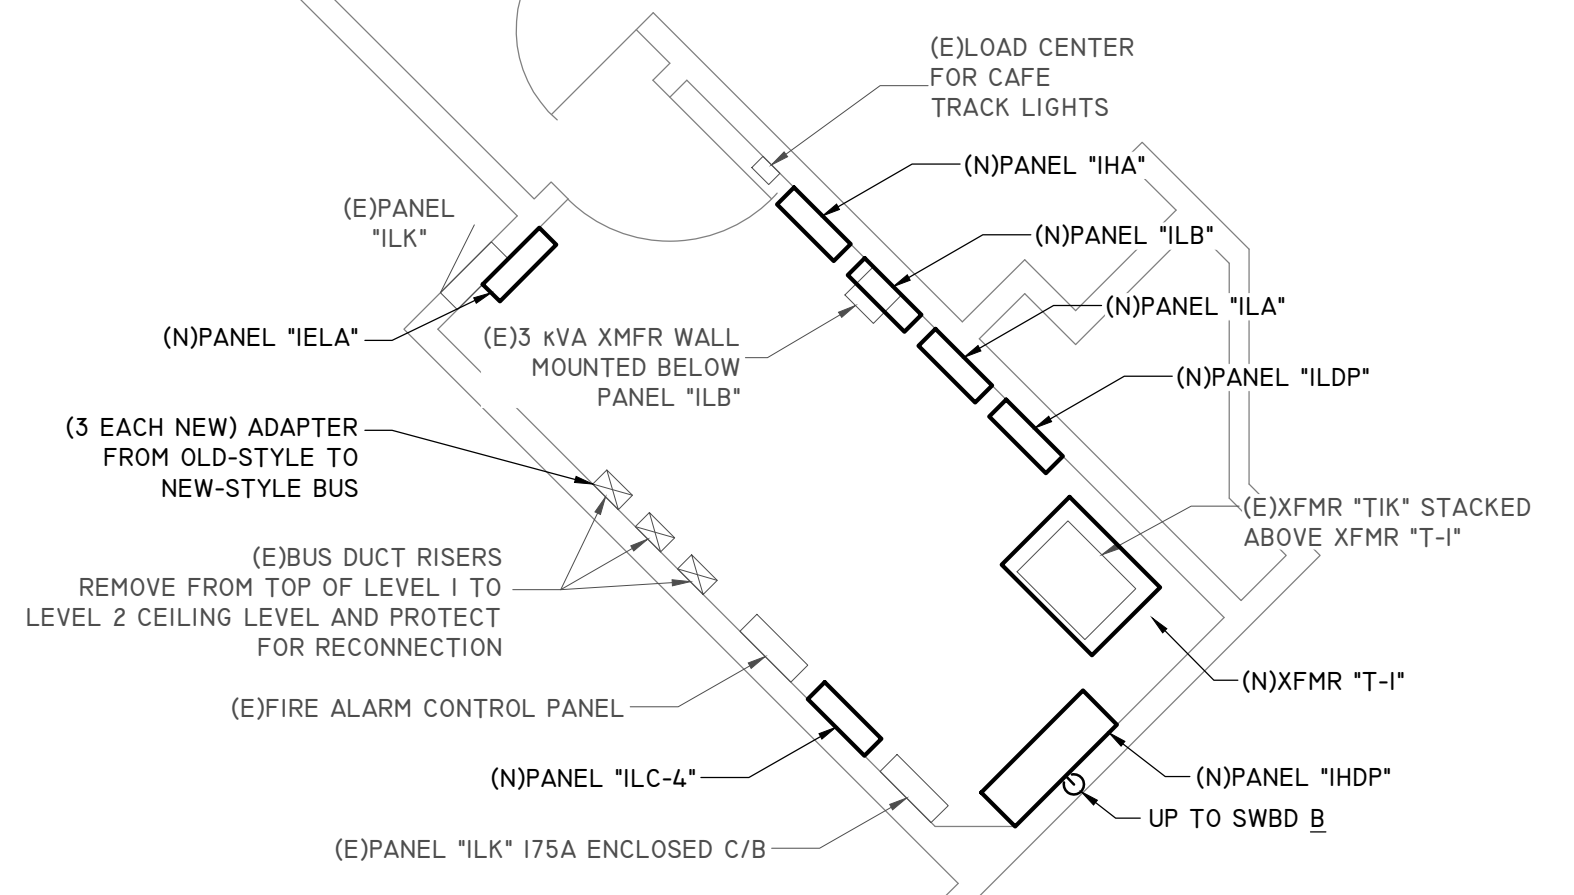 (E)LOAD CENTER
FOR CAFE
TRACK LIGHTS
(N)PANEL "IHA"
(E)PANEL
"ILK"
(N)PANEL "ILB"
(N)PANEL "ILA"
(N)PANEL "IELA"
(E)3 KVA XMFR WALL
MOUNTED BELOW
PANEL "ILB"
(N)PANEL "ILDP"
(3 EACH NEW) ADAPTER
FROM OLD-STYLE TO
NEW-STYLE BUS
(E)XFMR "TIK" STACKED
ABOVE XFMR "T-I"
(E)BUS DUCT RISERS
REMOVE FROM TOP OF LEVEL I TO
LEVEL 2 CEILING LEVEL AND PROTECT
FOR RECONNECTION
(N)XFMR "T-I"
(E)FIRE ALARM CONTROL PANEL
(N)PANEL "ILC-4"
(N)PANEL "IHDP"
UP TO SWBD B
(E)PANEL "ILK" I75A ENCLOSED C/B